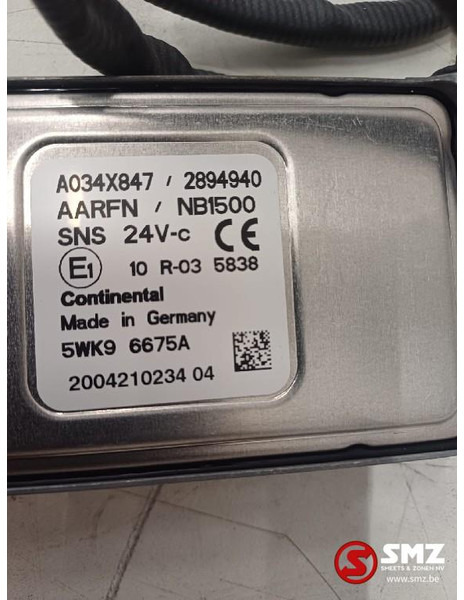 A034X847 / 2894940
AARFN / NB1500
SNS 24V-c CE
E1 10 R-03 5838
Continental
Made in Germany
5WK9 6675A
2004210234 04
SMZ
SMEETS & ZONEN NV
www.smz.be